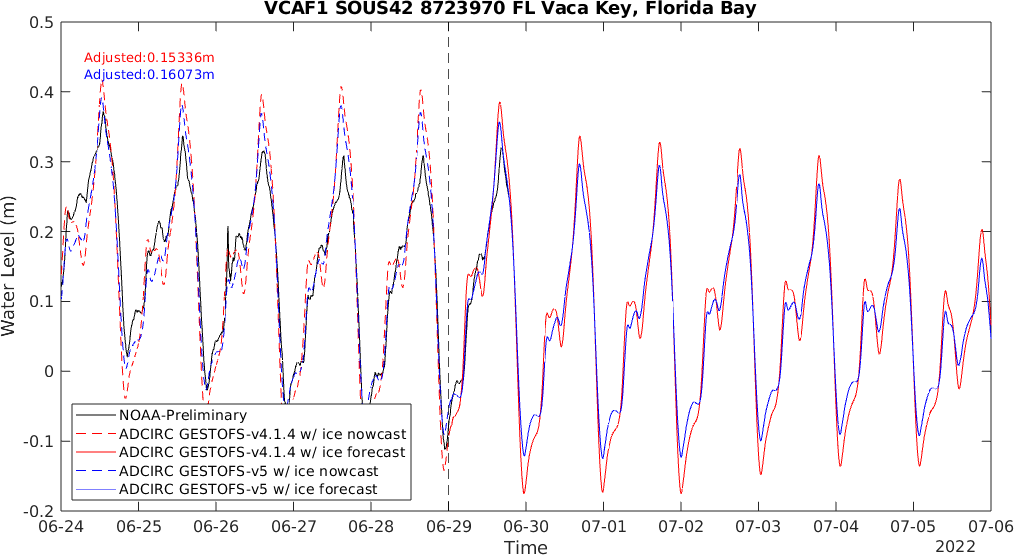 VCAF1 SOUS42 8723970 FL Vaca Key, Florida Bay
0.5
0.4
0.3
0.2
0.1
0
-0.1
-0.2
Water Level (m)
Adjusted:0.15336m
Adjusted:0.16073m
NOAA-Preliminary
ADCIRC GESTOFS-v4.1.4 w/ ice nowcast
ADCIRC GESTOFS-v4.1.4 w/ ice forecast
ADCIRC GESTOFS-v5 w/ ice nowcast
ADCIRC GESTOFS-v5 w/ ice forecast
06-24 06-25 06-26 06-27 06-28 06-29 06-30 07-01 07-02 07-03 07-04 07-05 07-06
Time
2022